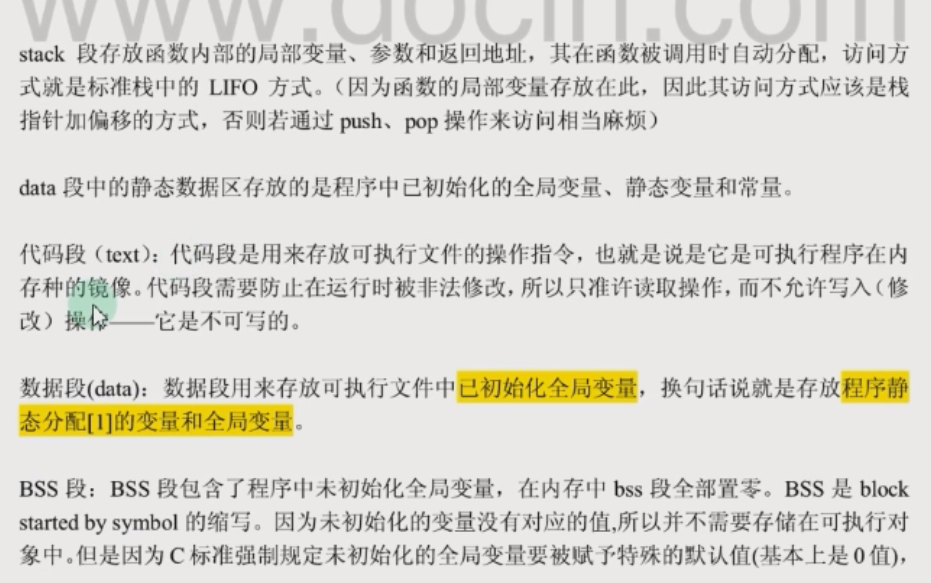 www.docin.com
stack 段存放函数内部的局部变量、参数和返回地址，其在函数被调用时自动分配，访问方
式就是标准栈中的 LIFO 方式。（因为函数的局部变量存放在此，因此其访问方式应该是栈
指针加偏移的方式，否则若通过 push、pop 操作来访问相当麻烦）
data 段中的静态数据区存放的是程序中已初始化的全局变量、静态变量和常量。
代码段（text）：代码段是用来存放可执行文件的操作指令，也就是说是它是可执行程序在内
存种的镜像。代码段需要防止在运行时被非法修改，所以只准许读取操作，而不允许写入（修
改）操作——它是不可写的。
数据段(data)：数据段用来存放可执行文件中已初始化全局变量，换句话说就是存放程序静
态分配[1]的变量和全局变量。
BSS 段：BSS 段包含了程序中未初始化全局变量，在内存中 bss 段全部置零。BSS 是 block
started by symbol 的缩写。因为未初始化的变量没有对应的值,所以并不需要存储在可执行对
象中。但是因为 C 标准强制规定未初始化的全局变量要被赋予特殊的默认值(基本上是 0 值)，